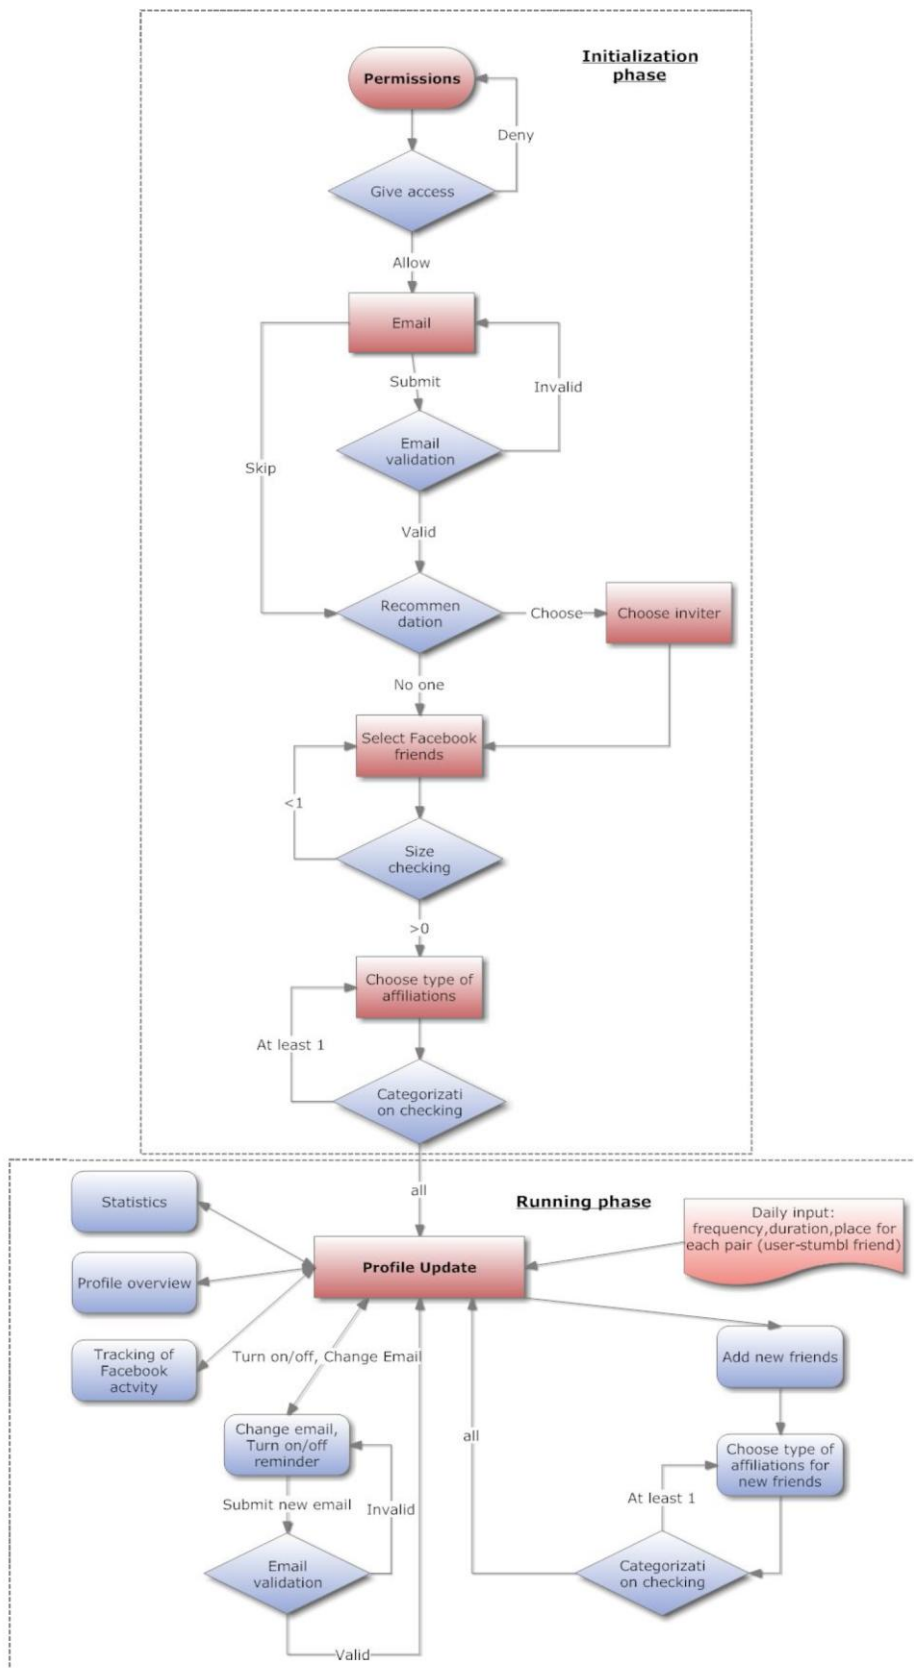 Initialization
phase
Permissions
Deny
Give access
Allow
Email
Submit
Invalid
Email
validation
Skip
Valid
Recommen
dation
Choose
Choose inviter
No one
Select Facebook
friends
<1
Size
checking
>0
Choose type of
affiliations
At least 1
Categorizati
on checking
all
Running phase
Statistics
Profile overview
Tracking of
Facebook
actvity
Profile Update
Daily input:
frequency,duration,place for
each pair (user-stumbl friend)
Turn on/off, Change Email
Change email,
Turn on/off
reminder
Submit new email
Invalid
Email
validation
Valid
Add new friends
Choose type of
affiliations for
new friends
all
At least 1
Categorizati
on checking